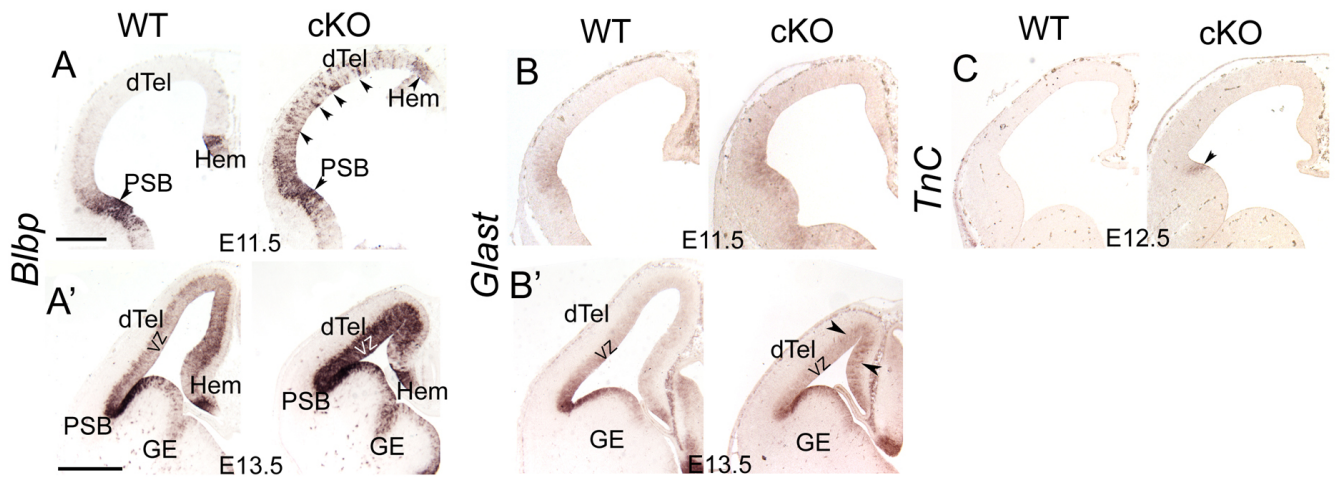 WT
cKO
WT
cKO
WT
cKO
A
dTel
Hem
PSB
dTel
Hem
PSB
E11.5
B
E11.5
C
E12.5
Blbp
Glast
TnC
A’
dTel
VZ
Hem
PSB
GE
dTel
VZ
Hem
PSB
GE
E13.5
B’
dTel
VZ
GE
dTel
VZ
GE
E13.5